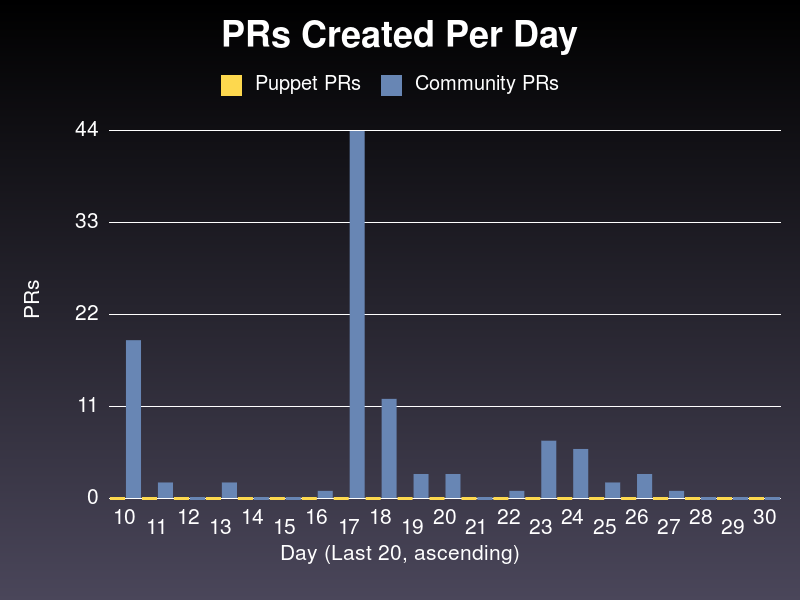 PRs Created Per Day
Puppet PRs Community PRs
44
33
22
11
0
PRs
10 11 12 13 14 15 16 17 18 19 20 21 22 23 24 25 26 27 28 29 30
Day (Last 20, ascending)